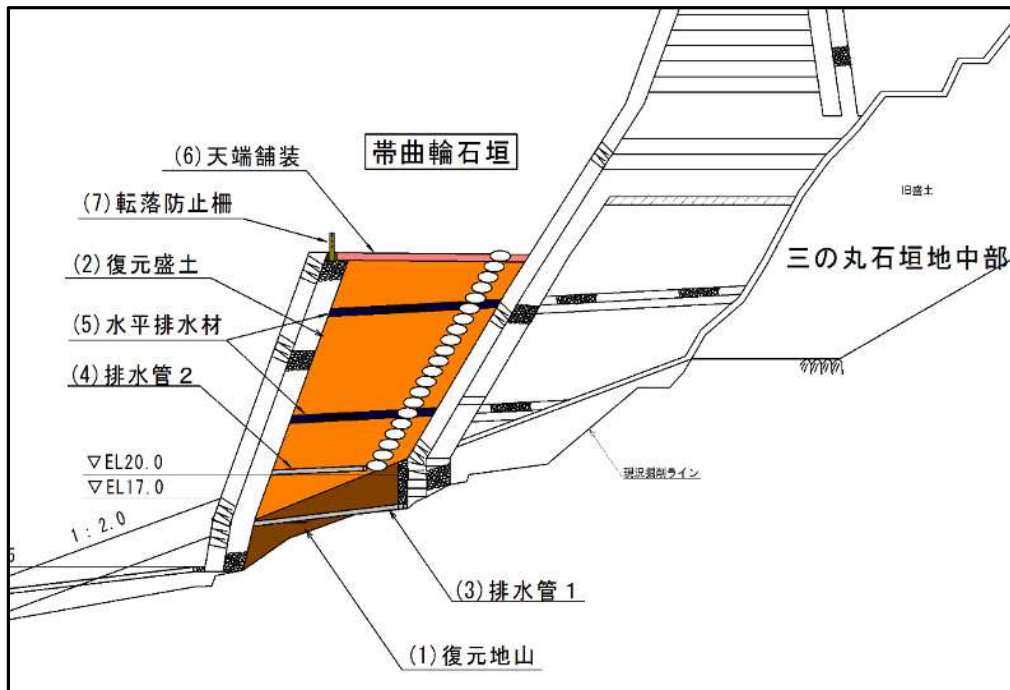 帯曲輪石垣
(6)天端舗装
(7)転落防止柵
旧盛土
(2)復元盛土
三の丸石垣地中部
(5)水平排水材
(4)排水管2
▽EL20.0
▽EL17.0
現況掘削ライン
1:2.0
5
(3)排水管1
(1)復元地山